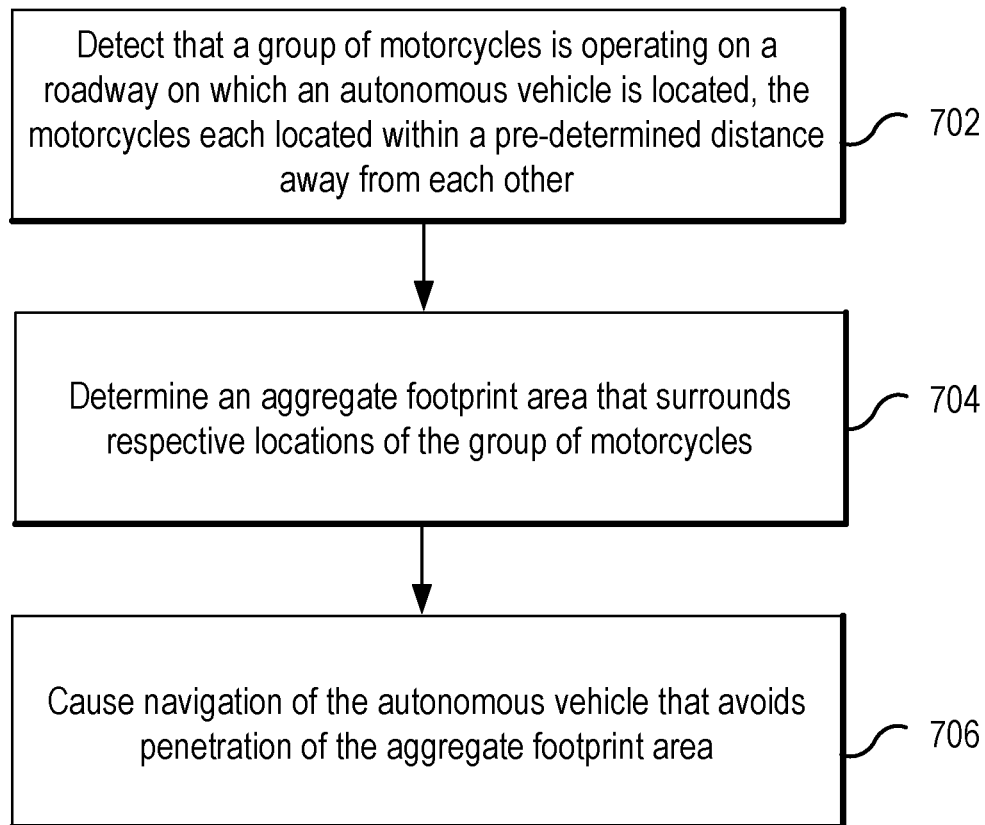 Detect that a group of motorcycles is operating on a
roadway on which an autonomous vehicle is located, the
motorcycles each located within a pre-determined distance
away from each other
702
Determine an aggregate footprint area that surrounds
respective locations of the group of motorcycles
704
Cause navigation of the autonomous vehicle that avoids
penetration of the aggregate footprint area
706